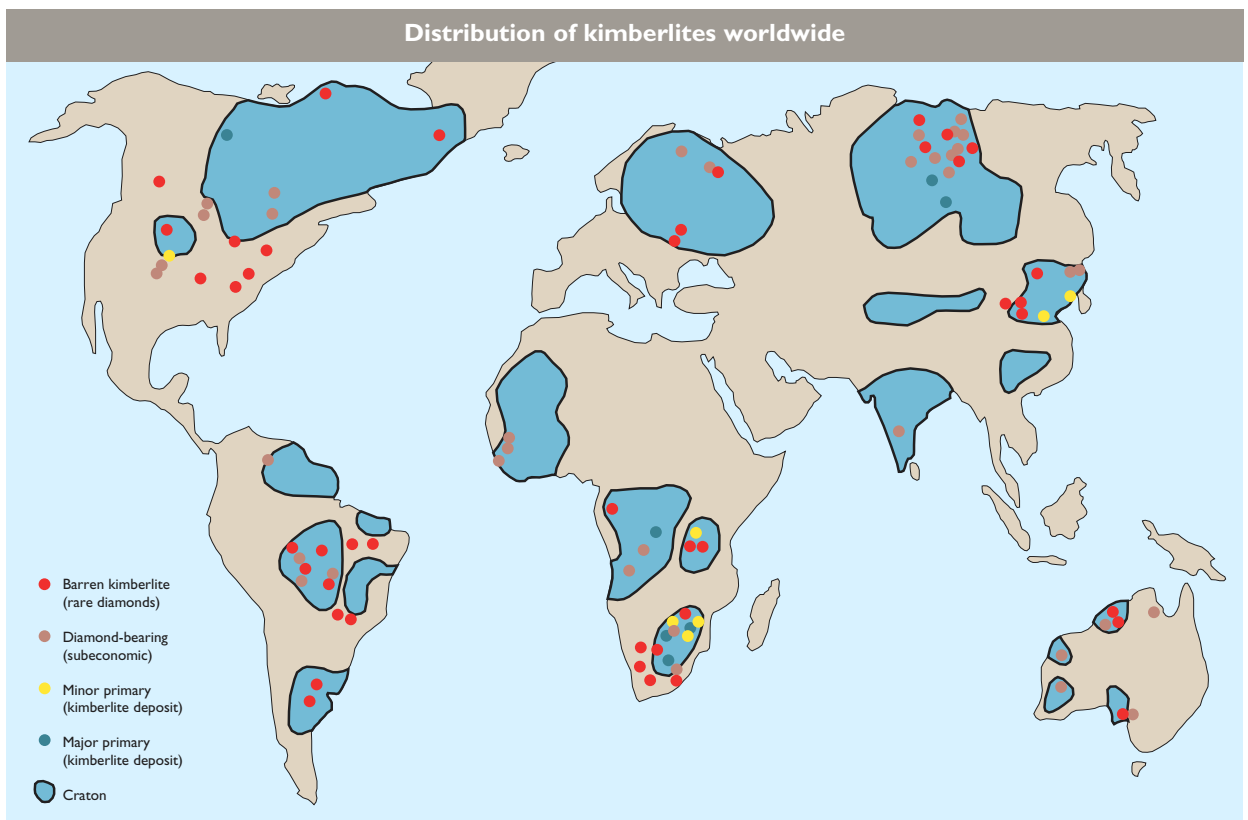 Distribution of kimberlites worldwide
Barren kimberlite
(rare diamonds)
Diamond-bearing
(subeconomic)
Minor primary
(kimberlite deposit)
Major primary
(kimberlite deposit)
Craton